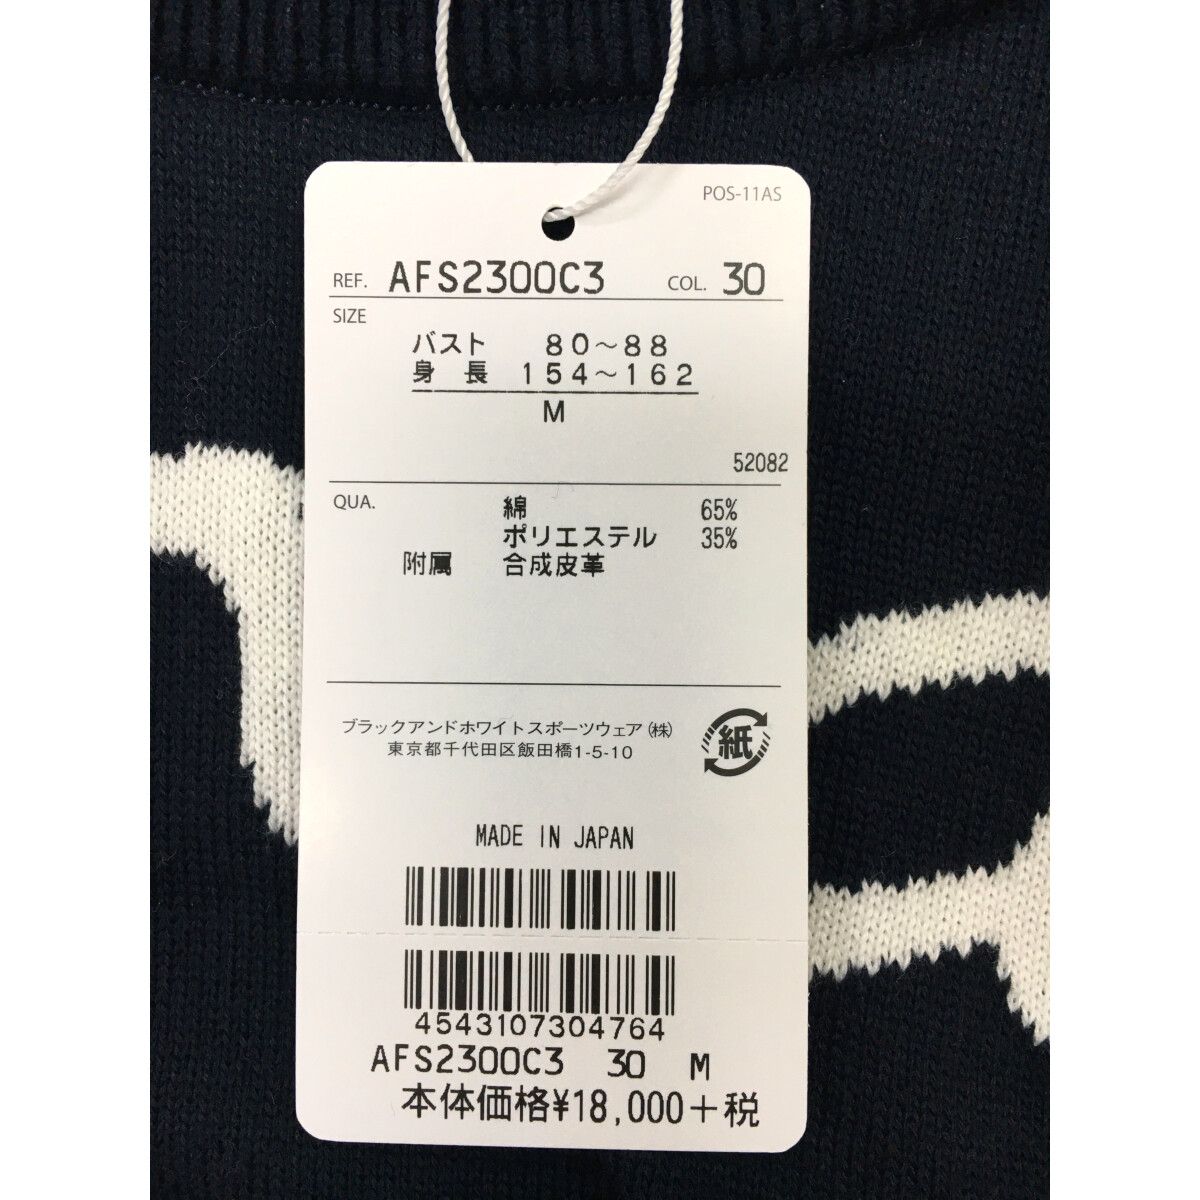 POS-11AS
REF. AFS2300C3 COL. 30
SIZE
バスト 80～88
身長 154～162
M
52082
QUA. 綿 65%
ポリエステル 35%
附属 合成皮革
ブラックアンドホワイトスポーツウェア(株)
東京都千代田区飯田橋1-5-10
紙
MADE IN JAPAN
4543107304764
AFS2300C3 30 M
本体価格¥18,000+税